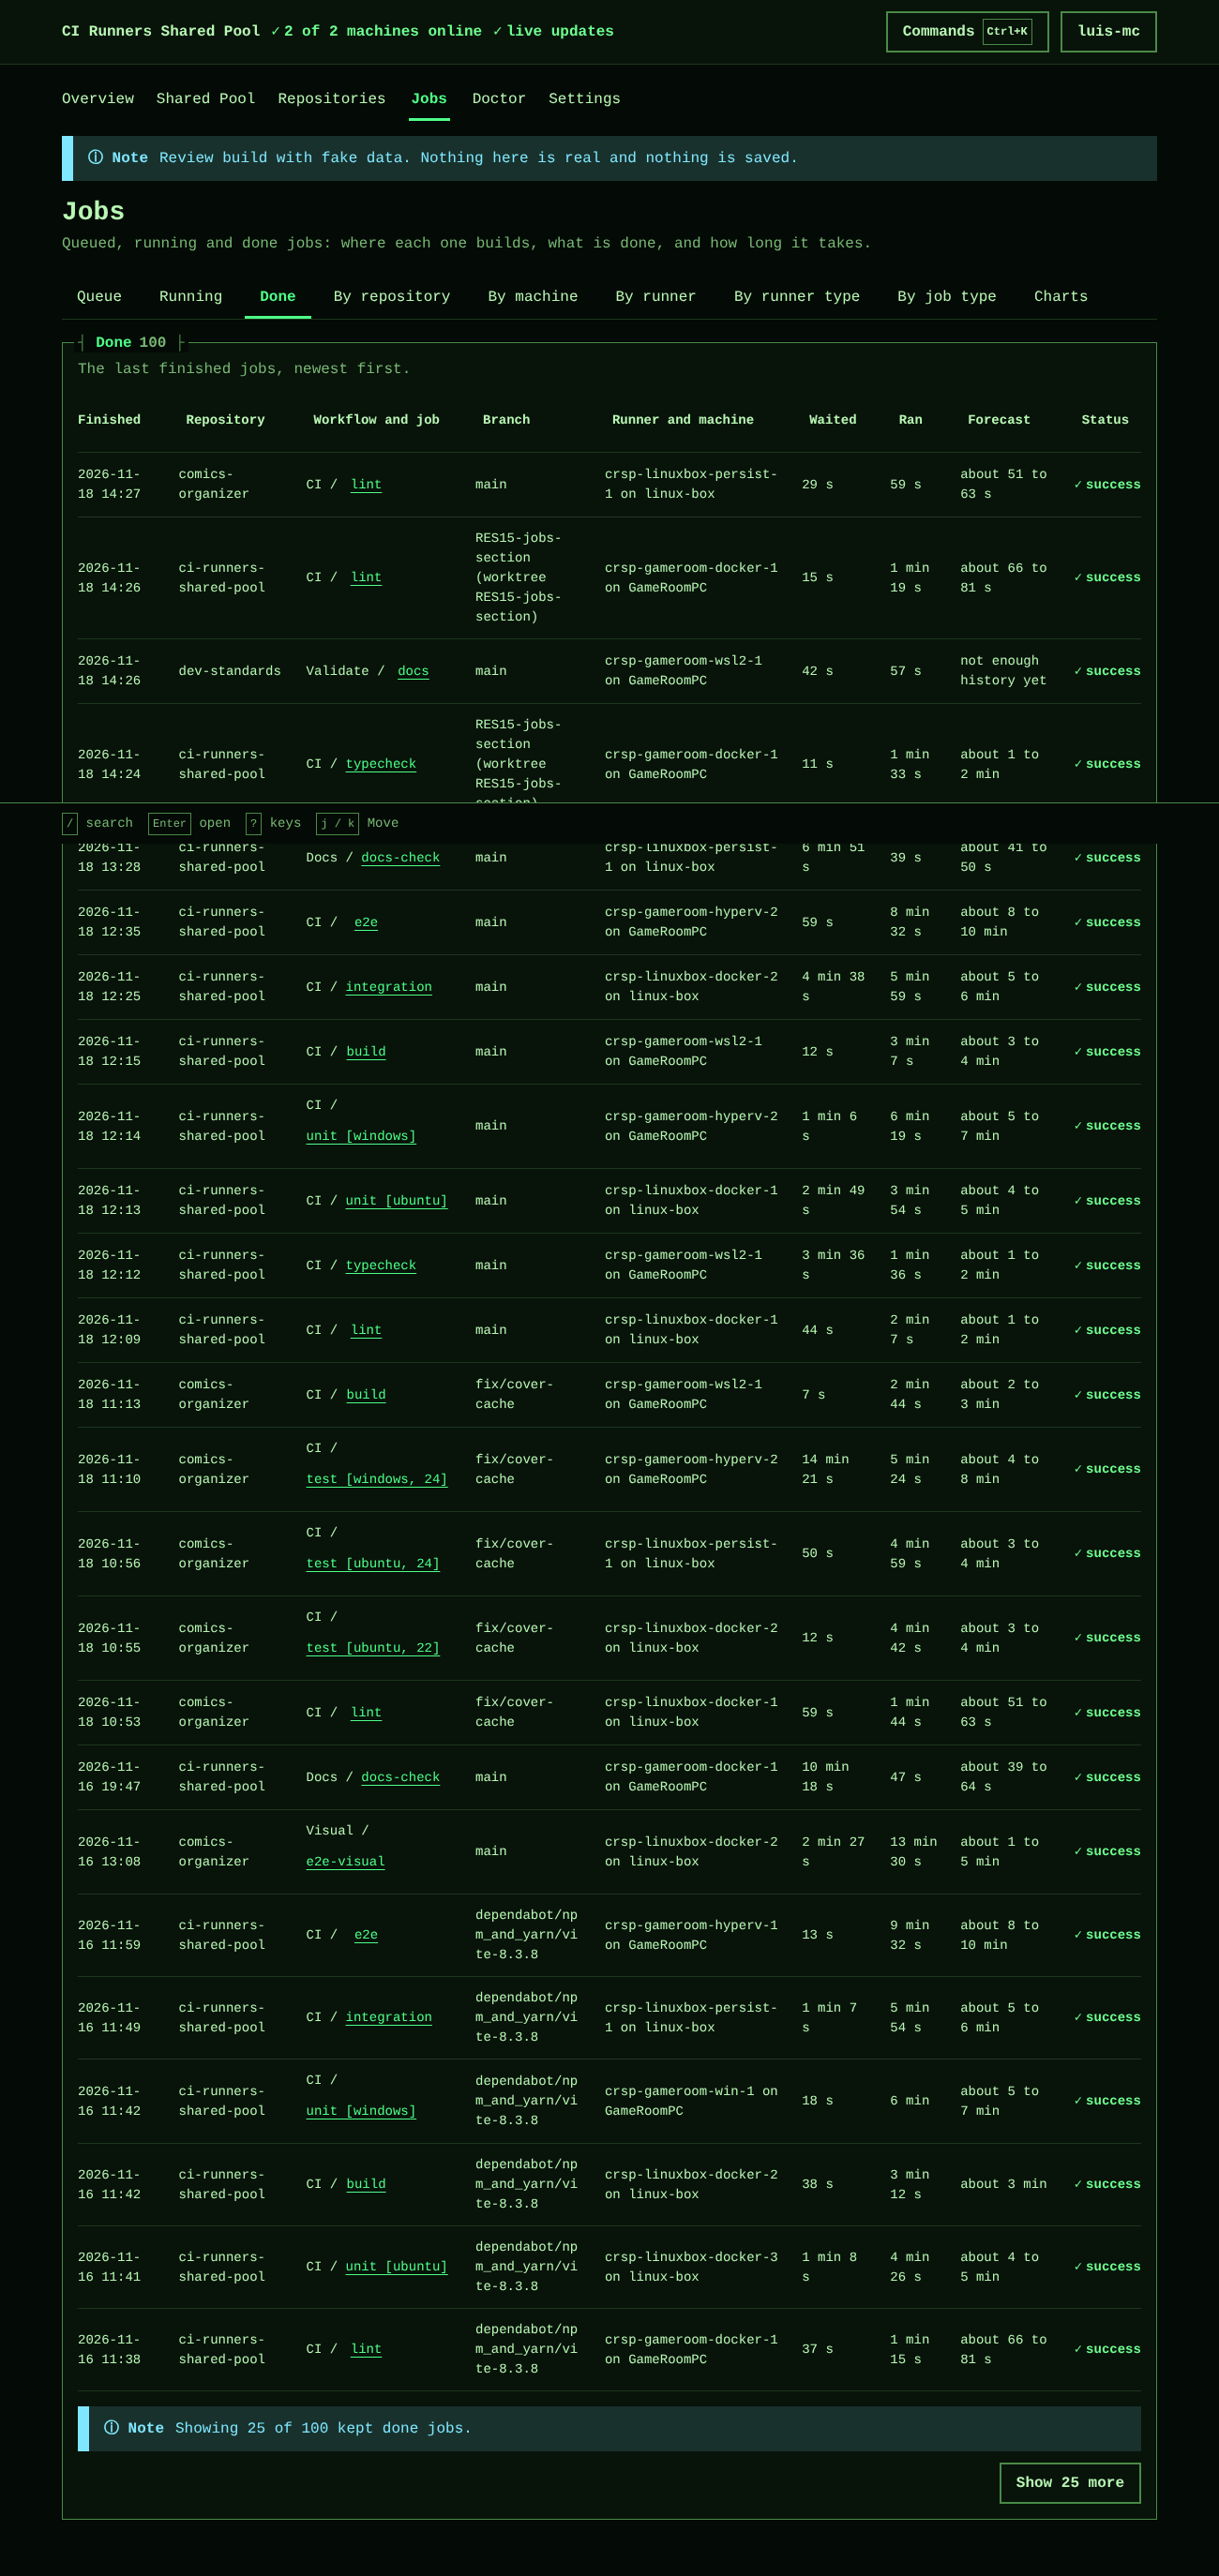 CI Runners Shared Pool ✓ 2 of 2 machines online ✓ live updates Commands Ctrl+K luis-mc
Overview Shared Pool Repositories Jobs Doctor Settings
ⓘ Note Review build with fake data. Nothing here is real and nothing is saved.
Jobs
Queued, running and done jobs: where each one builds, what is done, and how long it takes.
Queue Running Done By repository By machine By runner By runner type By job type Charts
Done 100
The last finished jobs, newest first.
Finished Repository Workflow and job Branch Runner and machine Waited Ran Forecast Status
2026-11- comics- crsp-linuxbox-persist- about 51 to
CI / lint main 29 s 59 s ✓ success
18 14:27 organizer 1 on linux-box 63 s
RES15-jobs-
section
2026-11- ci-runners- crsp-gameroom-docker-1 1 min about 66 to
CI / lint (worktree 15 s ✓ success
18 14:26 shared-pool RES15-jobs- on GameRoomPC 19 s 81 s
section)
2026-11- crsp-gameroom-wsl2-1 not enough
dev-standards Validate / docs main 42 s 57 s ✓ success
18 14:26 on GameRoomPC history yet
RES15-jobs-
section
2026-11- ci-runners- crsp-gameroom-docker-1 1 min about 1 to
CI / typecheck (worktree 11 s ✓ success
18 14:24 shared-pool RES15-jobs- on GameRoomPC 33 s 2 min
section)
/ search Enter open ? keys j / k Move
2026-11- ci-runners- crsp-linuxbox-persist- 6 min 51 about 41 to
Docs / docs-check main 39 s ✓ success
18 13:28 shared-pool 1 on linux-box s 50 s
2026-11- ci-runners- crsp-gameroom-hyperv-2 8 min about 8 to
CI / e2e main 59 s ✓ success
18 12:35 shared-pool on GameRoomPC 32 s 10 min
2026-11- ci-runners- crsp-linuxbox-docker-2 4 min 38 5 min about 5 to
CI / integration main ✓ success
18 12:25 shared-pool on linux-box s 59 s 6 min
2026-11- ci-runners- crsp-gameroom-wsl2-1 3 min about 3 to
CI / build main 12 s ✓ success
18 12:15 shared-pool on GameRoomPC 7 s 4 min
CI /
2026-11- ci-runners- crsp-gameroom-hyperv-2 1 min 6 6 min about 5 to
main ✓ success
18 12:14 shared-pool unit [windows] on GameRoomPC s 19 s 7 min
2026-11- ci-runners- crsp-linuxbox-docker-1 2 min 49 3 min about 4 to
CI / unit [ubuntu] main ✓ success
18 12:13 shared-pool on linux-box s 54 s 5 min
2026-11- ci-runners- crsp-gameroom-wsl2-1 3 min 36 1 min about 1 to
CI / typecheck main ✓ success
18 12:12 shared-pool on GameRoomPC s 36 s 2 min
2026-11- ci-runners- crsp-linuxbox-docker-1 2 min about 1 to
CI / lint main 44 s ✓ success
18 12:09 shared-pool on linux-box 7 s 2 min
2026-11- comics- fix/cover- crsp-gameroom-wsl2-1 2 min about 2 to
CI / build 7 s ✓ success
18 11:13 organizer cache on GameRoomPC 44 s 3 min
CI /
2026-11- comics- fix/cover- crsp-gameroom-hyperv-2 14 min 5 min about 4 to
✓ success
18 11:10 organizer test [windows, 24] cache on GameRoomPC 21 s 24 s 8 min
CI /
2026-11- comics- fix/cover- crsp-linuxbox-persist- 4 min about 3 to
50 s ✓ success
18 10:56 organizer test [ubuntu, 24] cache 1 on linux-box 59 s 4 min
CI /
2026-11- comics- fix/cover- crsp-linuxbox-docker-2 4 min about 3 to
12 s ✓ success
18 10:55 organizer test [ubuntu, 22] cache on linux-box 42 s 4 min
2026-11- comics- fix/cover- crsp-linuxbox-docker-1 1 min about 51 to
CI / lint 59 s ✓ success
18 10:53 organizer cache on linux-box 44 s 63 s
2026-11- ci-runners- crsp-gameroom-docker-1 10 min about 39 to
Docs / docs-check main 47 s ✓ success
16 19:47 shared-pool on GameRoomPC 18 s 64 s
Visual /
2026-11- comics- crsp-linuxbox-docker-2 2 min 27 13 min about 1 to
main ✓ success
16 13:08 organizer e2e-visual on linux-box s 30 s 5 min
dependabot/np
2026-11- ci-runners- crsp-gameroom-hyperv-1 9 min about 8 to
CI / e2e m_and_yarn/vi 13 s ✓ success
16 11:59 shared-pool on GameRoomPC 32 s 10 min
te-8.3.8
dependabot/np
2026-11- ci-runners- crsp-linuxbox-persist- 1 min 7 5 min about 5 to
CI / integration m_and_yarn/vi ✓ success
16 11:49 shared-pool 1 on linux-box s 54 s 6 min
te-8.3.8
CI / dependabot/np
2026-11- ci-runners- crsp-gameroom-win-1 on about 5 to
m_and_yarn/vi 18 s 6 min ✓ success
16 11:42 shared-pool unit [windows] GameRoomPC 7 min
te-8.3.8
dependabot/np
2026-11- ci-runners- crsp-linuxbox-docker-2 3 min
CI / build m_and_yarn/vi 38 s about 3 min ✓ success
16 11:42 shared-pool on linux-box 12 s
te-8.3.8
dependabot/np
2026-11- ci-runners- crsp-linuxbox-docker-3 1 min 8 4 min about 4 to
CI / unit [ubuntu] m_and_yarn/vi ✓ success
16 11:41 shared-pool on linux-box s 26 s 5 min
te-8.3.8
dependabot/np
2026-11- ci-runners- crsp-gameroom-docker-1 1 min about 66 to
CI / lint m_and_yarn/vi 37 s ✓ success
16 11:38 shared-pool on GameRoomPC 15 s 81 s
te-8.3.8
ⓘ Note Showing 25 of 100 kept done jobs.
Show 25 more